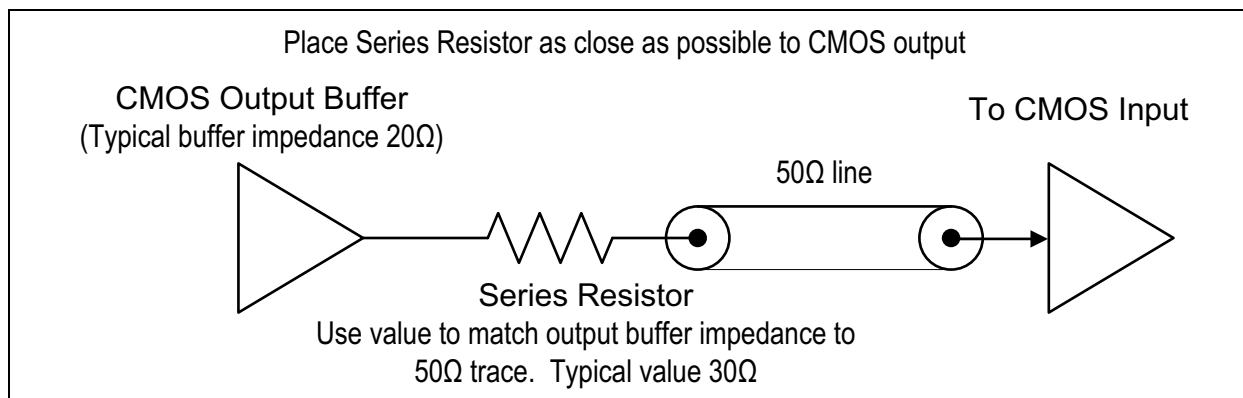 Place Series Resistor as close as possible to CMOS output
CMOS Output Buffer
(Typical buffer impedance 20Ω)
To CMOS Input
50Ω line
Series Resistor
Use value to match output buffer impedance to
50Ω trace. Typical value 30Ω